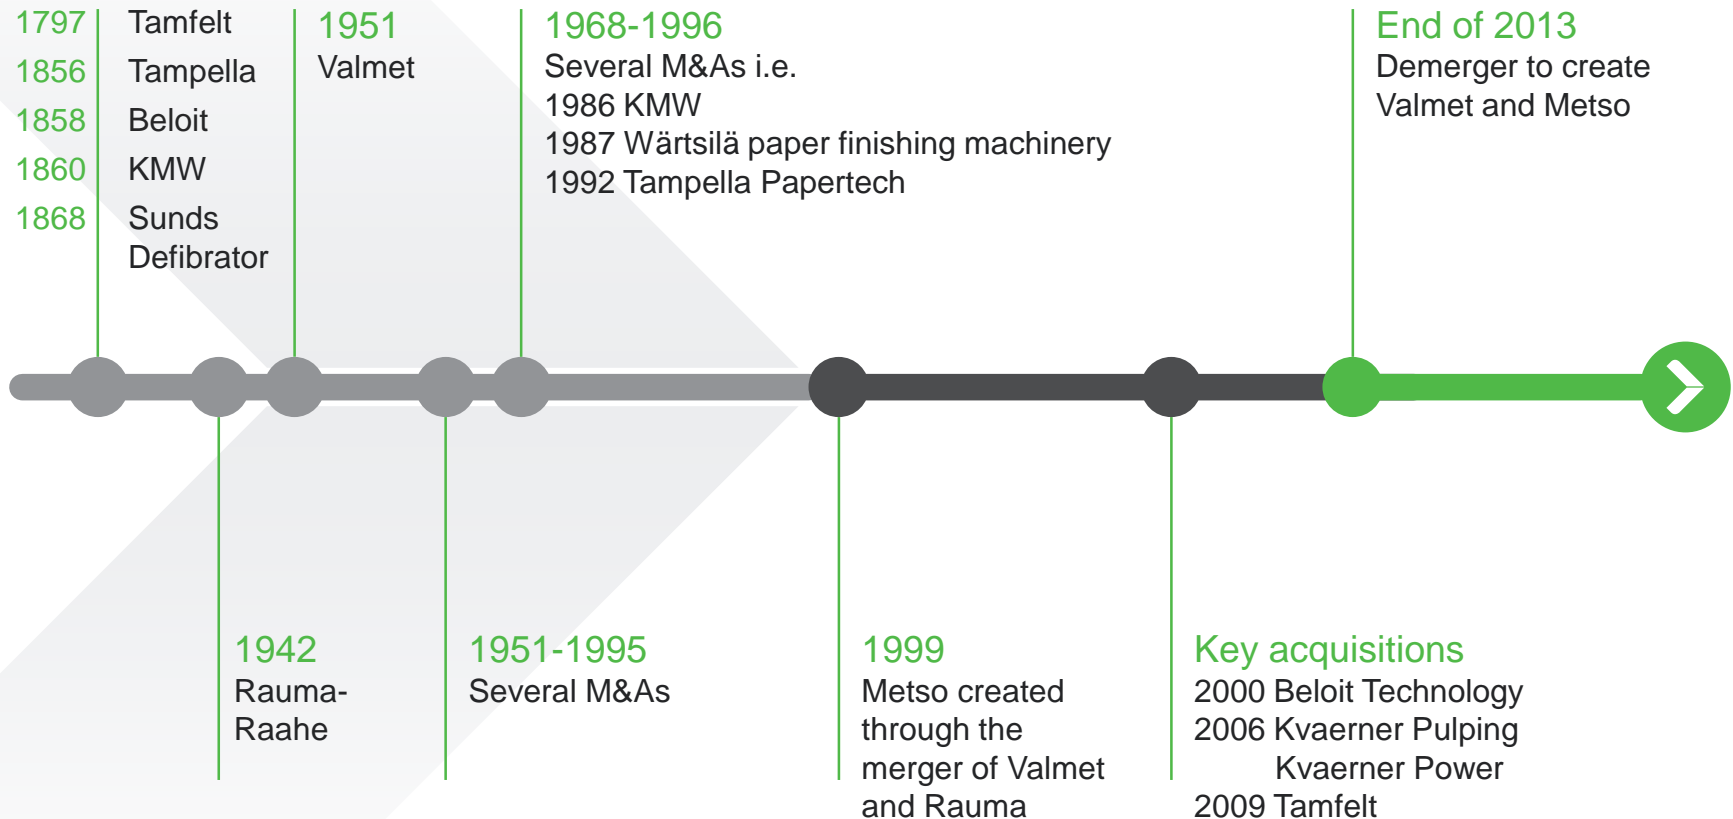 1797 Tamfelt
1856 Tampella
1858 Beloit
1860 KMW
1868 Sunds
Defibrator
1951
Valmet
1968-1996
Several M&As i.e.
1986 KMW
1987 Wärtsilä paper finishing machinery
1992 Tampella Papertech
End of 2013
Demerger to create
Valmet and Metso
1942
Rauma-
Raahe
1951-1995
Several M&As
1999
Metso created
through the
merger of Valmet
and Rauma
Key acquisitions
2000 Beloit Technology
2006 Kvaerner Pulping
Kvaerner Power
2009 Tamfelt